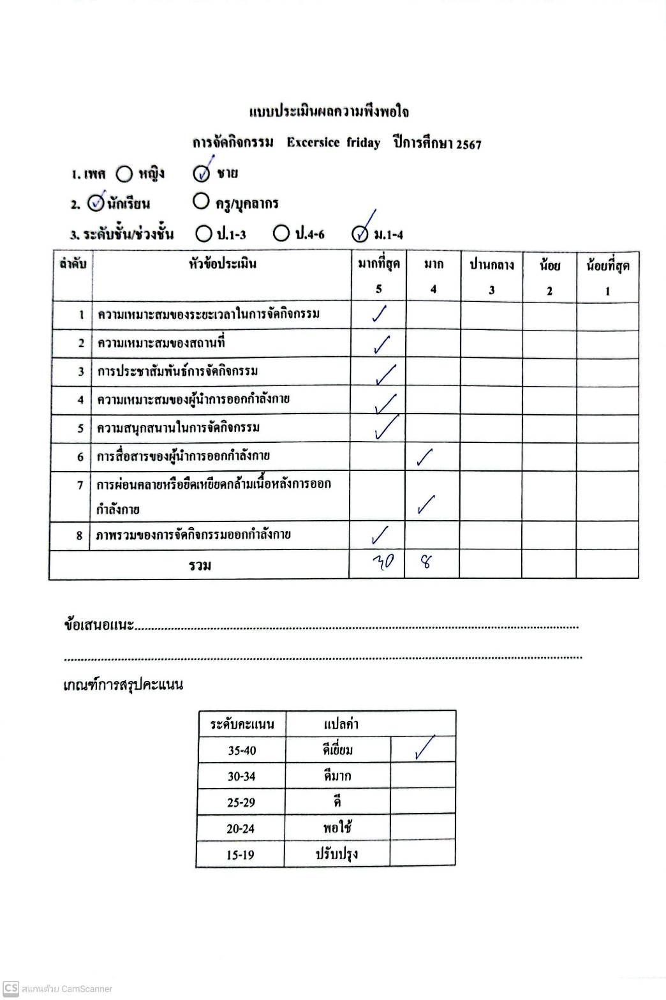 แบบประเมินผลความพึงพอใจ
การจัดกิจกรรม Excersice friday ปีการศึกษา 2567
1. เพศ หญิง ชาย
2. นักเรียน ครู/บุคลากร
3. ระดับชั้น/ช่วงชั้น ป.1-3 ป.4-6 ม.1-4
ลำดับ หัวข้อประเมิน มากที่สุด มาก ปานกลาง น้อย น้อยที่สุด
5 4 3 2 1
1 ความเหมาะสมของระยะเวลาในการจัดกิจกรรม
2 ความเหมาะสมของสถานที่
3 การประชาสัมพันธ์การจัดกิจกรรม
4 ความเหมาะสมของผู้นำการออกกำลังกาย
5 ความสนุกสนานในการจัดกิจกรรม
6 การสื่อสารของผู้นำการออกกำลังกาย
7 การผ่อนคลายหรือยืดเหยียดกล้ามเนื้อหลังการออก
กำลังกาย
8 ภาพรวมของการจัดกิจกรรมออกกำลังกาย
รวม 30 8
ข้อเสนอแนะ
เกณฑ์การสรุปคะแนน
ระดับคะแนน แปลค่า
35-40 ดีเยี่ยม
30-34 ดีมาก
25-29 ดี
20-24 พอใช้
15-19 ปรับปรุง
CS สแกนด้วย CamScanner